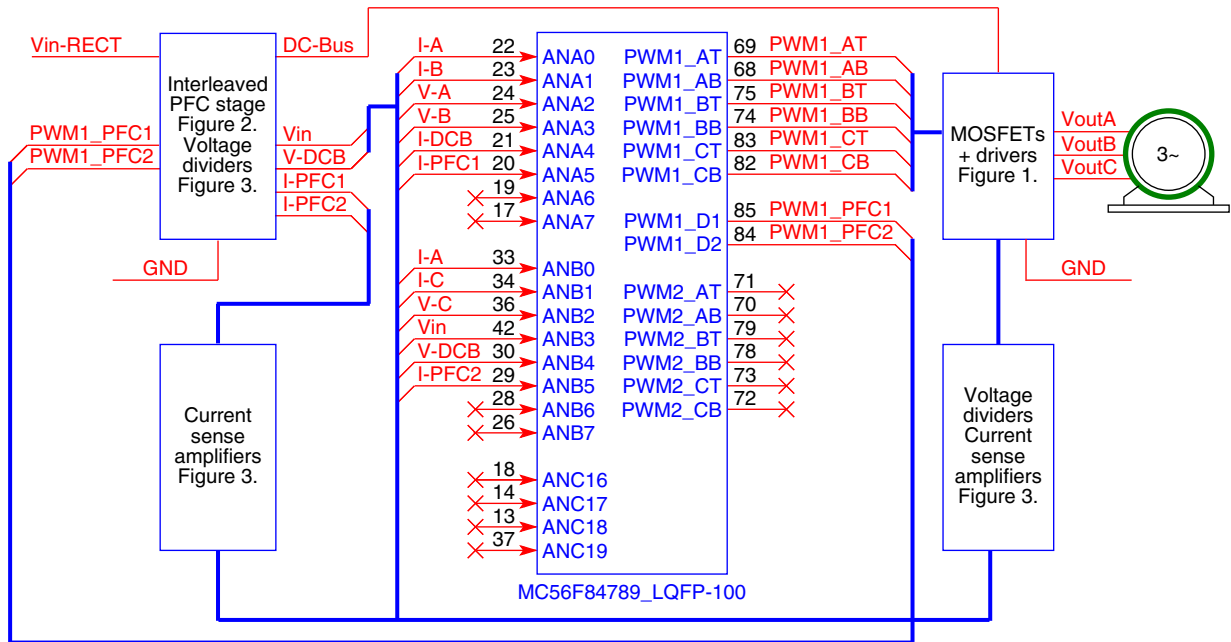 Vin-RECT
DC-Bus
Interleaved
PFC stage
Figure 2.
Voltage
dividers
Figure 3.
PWM1_PFC1
PWM1_PFC2
Vin
V-DCB
I-PFC1
I-PFC2
GND
Current
sense
amplifiers
Figure 3.
I-A 22 ANA0
I-B 23 ANA1
V-A 24 ANA2
V-B 25 ANA3
I-DCB 21 ANA4
I-PFC1 20 ANA5
19 ANA6
17 ANA7
I-A 33 ANB0
I-C 34 ANB1
V-C 36 ANB2
Vin 42 ANB3
V-DCB 30 ANB4
I-PFC2 29 ANB5
28 ANB6
26 ANB7
18 ANC16
14 ANC17
13 ANC18
37 ANC19
PWM1_AT 69 PWM1_AT
PWM1_AB 68 PWM1_AB
PWM1_BT 75 PWM1_BT
PWM1_BB 74 PWM1_BB
PWM1_CT 83 PWM1_CT
PWM1_CB 82 PWM1_CB
PWM1_D1 85 PWM1_PFC1
PWM1_D2 84 PWM1_PFC2
PWM2_AT 71
PWM2_AB 70
PWM2_BT 79
PWM2_BB 78
PWM2_CT 73
PWM2_CB 72
MC56F84789_LQFP-100
MOSFETs
+ drivers
Figure 1.
VoutA
VoutB
VoutC
3~
GND
Voltage
dividers
Current
sense
amplifiers
Figure 3.